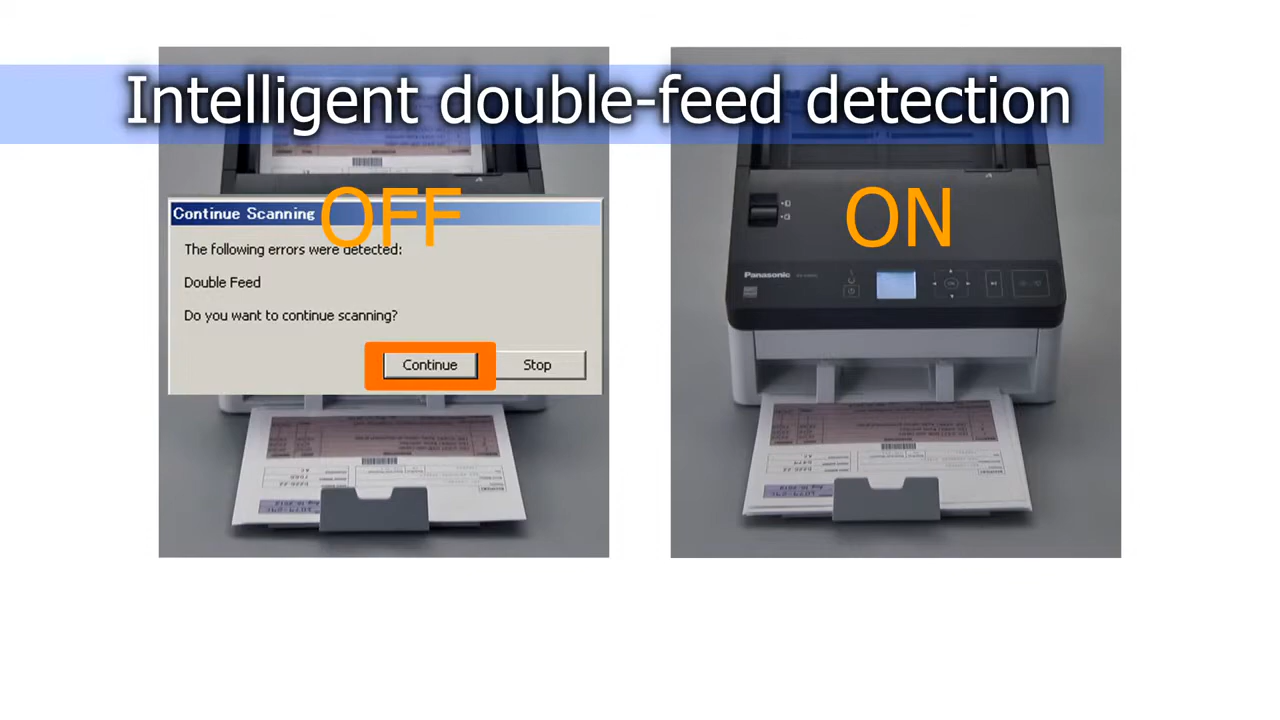 Intelligent double-feed detection
OFF
ON
Continue Scanning
The following errors were detected:
Double Feed
Do you want to continue scanning?
Continue
Stop
Panasonic